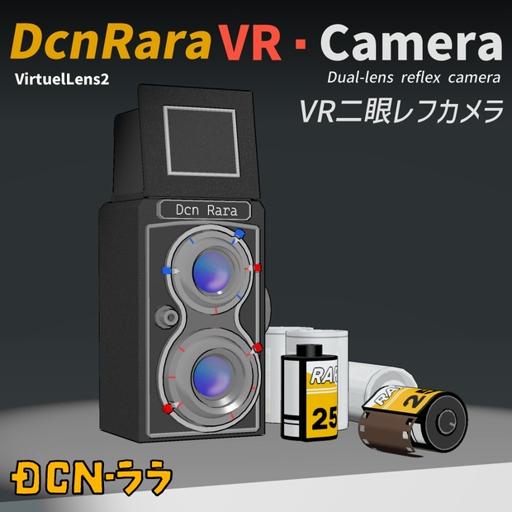 DcnRara VR・Camera
VirtuelLens2
Dual-lens reflex camera
VR二眼レフカメラ
Dcn Rara
25
25
DCN-ララ